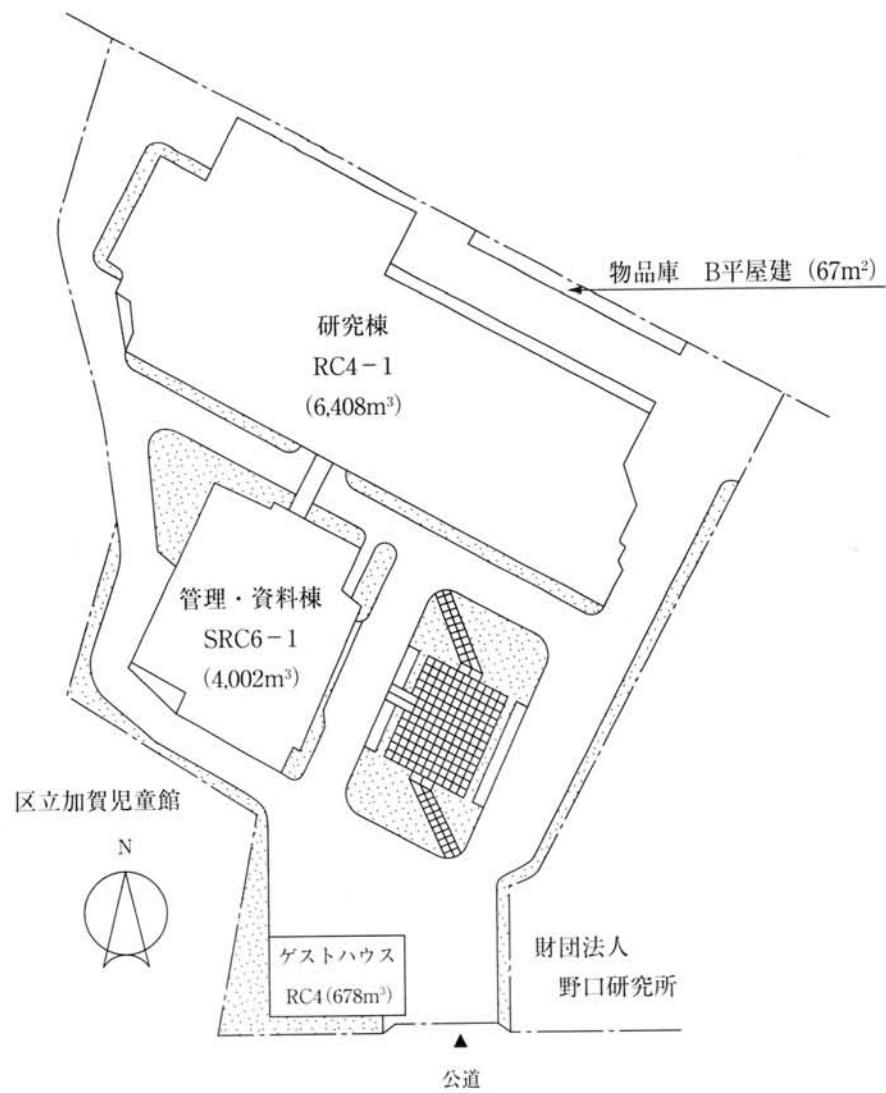 物品庫　B平屋建（67m²）
研究棟
RC4－1
(6,408m³)
管理・資料棟
SRC6－1
(4,002m³)
区立加賀児童館
N
ゲストハウス
RC4(678m³)
財団法人
野口研究所
公道